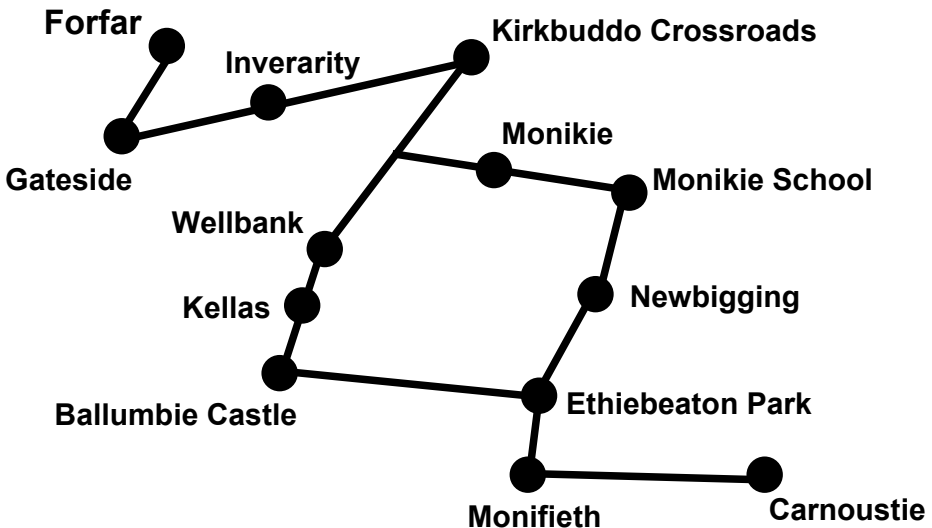 Forfar
Kirkbuddo Crossroads
Inverarity
Monikie
Gateside
Monikie School
Wellbank
Kellas
Newbigging
Ballumbie Castle
Ethiebeaton Park
Monifieth
Carnoustie